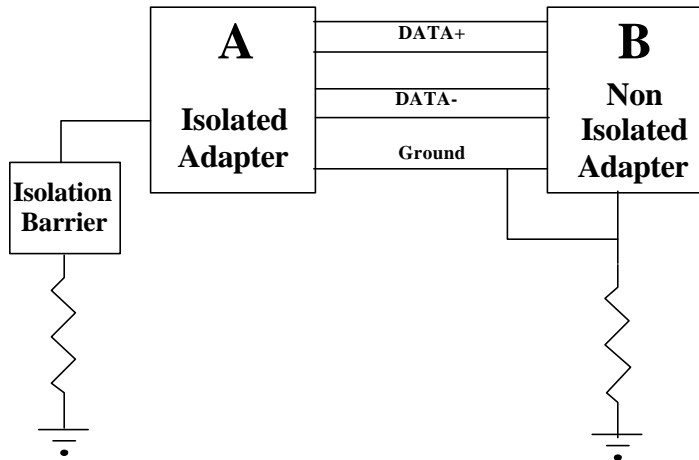 A
Isolated
Adapter
DATA+
DATA-
Ground
B
Non
Isolated
Adapter
Isolation
Barrier